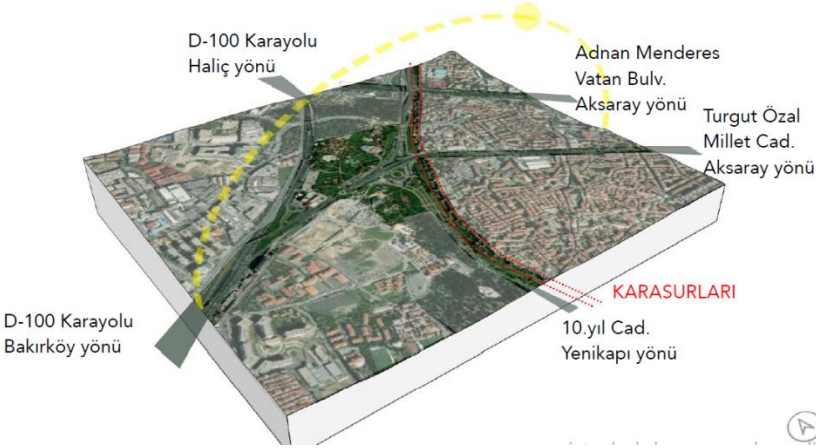 D-100 Karayolu
Haliç yönü
Adnan Menderes
Vatan Bulv.
Aksaray yönü
Turgut Özal
Millet Cad.
Aksaray yönü
KARASURLARI
D-100 Karayolu
Bakırköy yönü
10.yıl Cad.
Yenikapı yönü